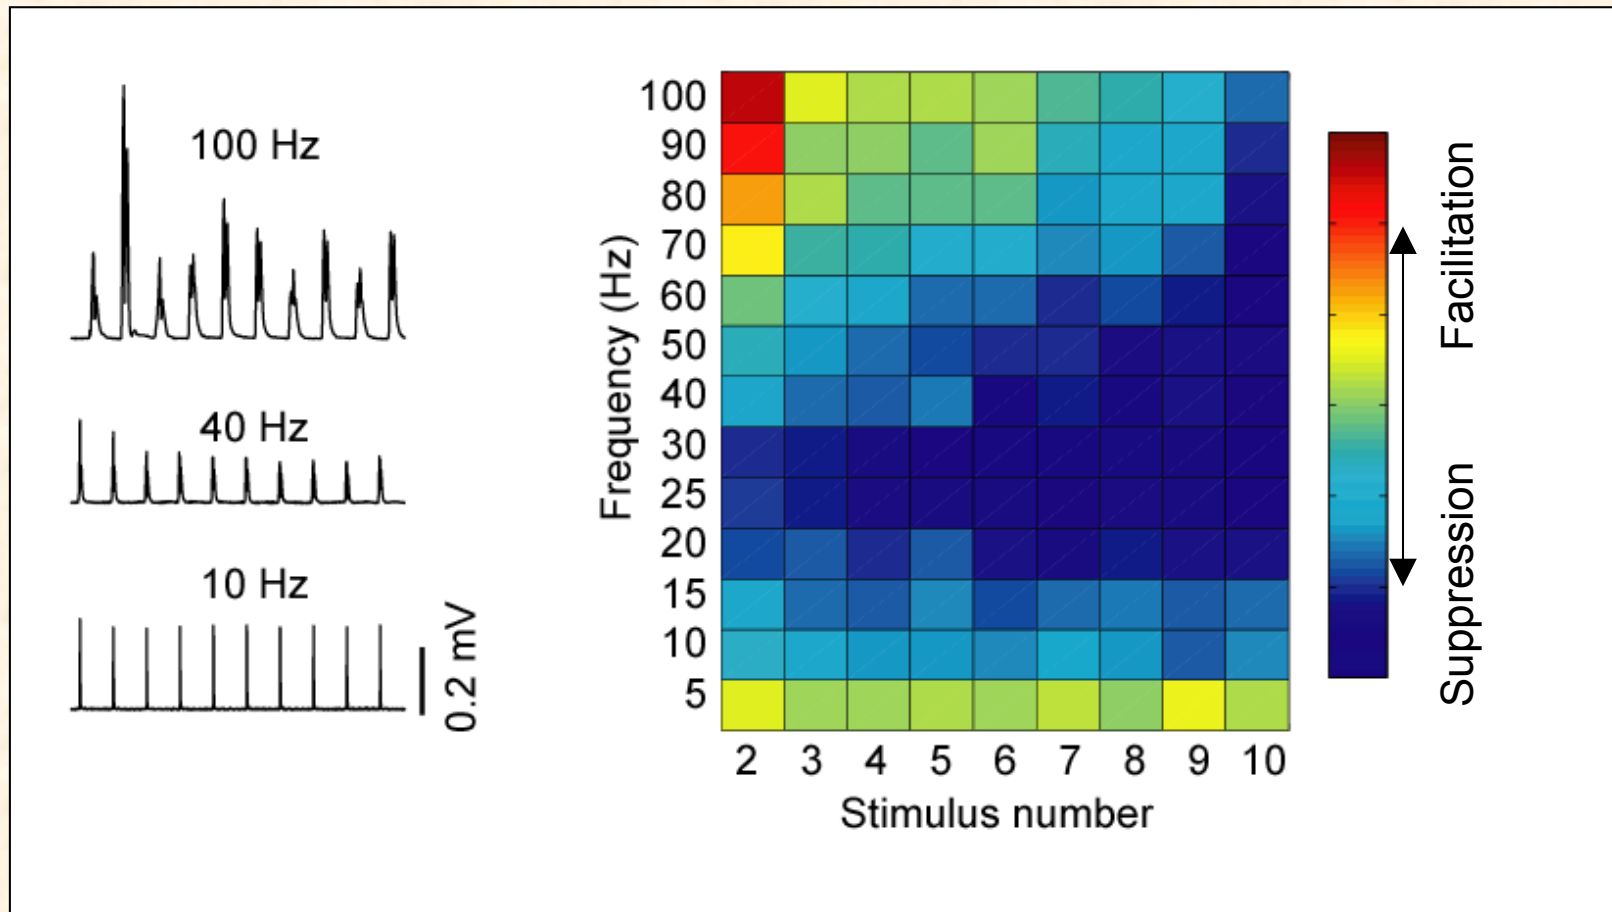 100 Hz
40 Hz
10 Hz
0.2 mV
Frequency (Hz)
100
90
80
70
60
50
40
30
25
20
15
10
5
2 3 4 5 6 7 8 9 10
Stimulus number
Facilitation
Suppression